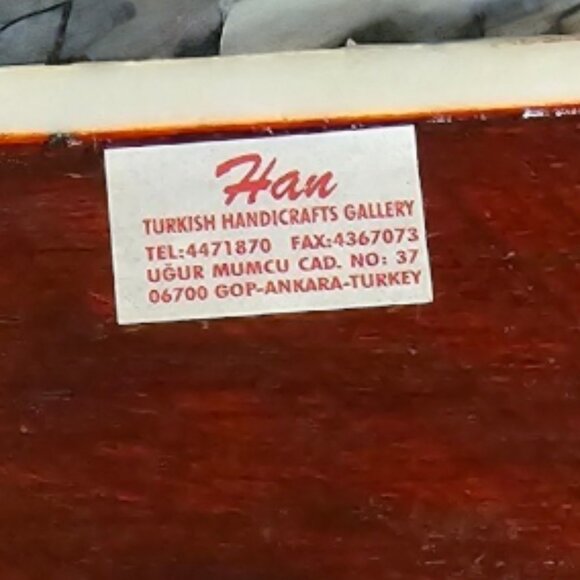 Han
TURKISH HANDICRAFTS GALLERY
TEL:4471870 FAX:4367073
UĞUR MUMCU CAD. NO: 37
06700 GOP-ANKARA-TURKEY